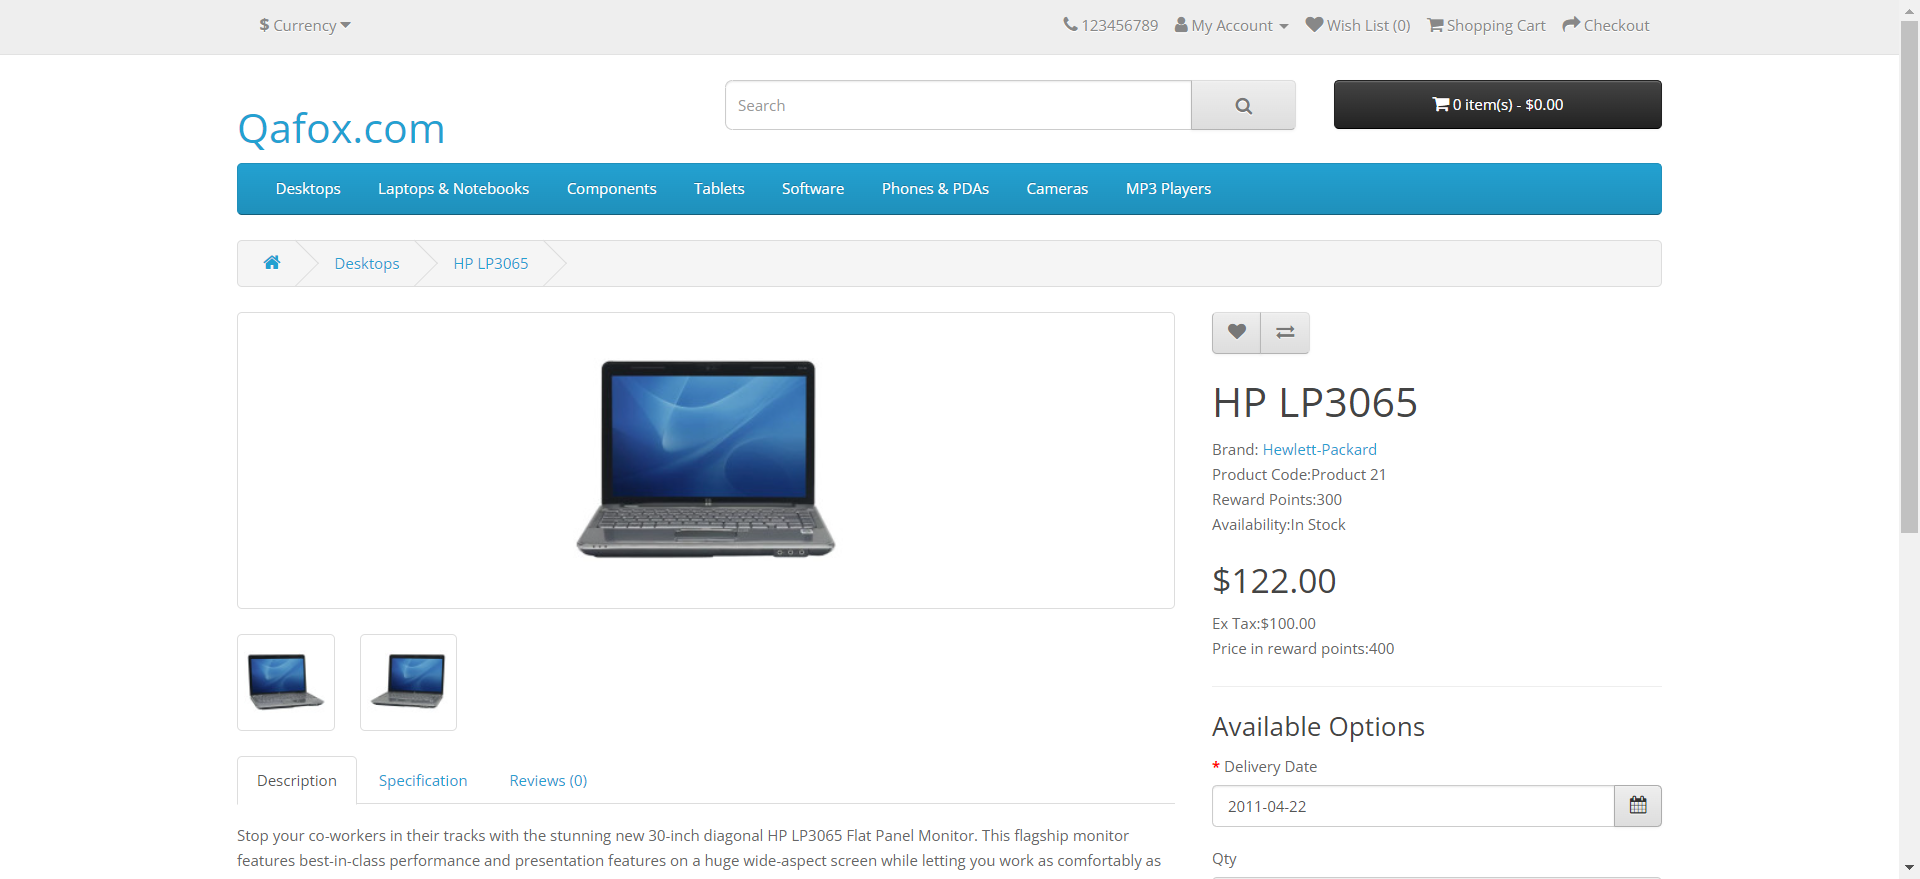 $ Currency
123456789 My Account Wish List (0) Shopping Cart Checkout
Search
0 item(s) - $0.00
Qafox.com
Desktops Laptops & Notebooks Components Tablets Software Phones & PDAs Cameras MP3 Players
Desktops HP LP3065
HP LP3065
Brand: Hewlett-Packard
Product Code:Product 21
Reward Points:300
Availability:In Stock
$122.00
Ex Tax:$100.00
Price in reward points:400
Available Options
* Delivery Date
2011-04-22
Qty
Description Specification Reviews (0)
Stop your co-workers in their tracks with the stunning new 30-inch diagonal HP LP3065 Flat Panel Monitor. This flagship monitor
features best-in-class performance and presentation features on a huge wide-aspect screen while letting you work as comfortably as